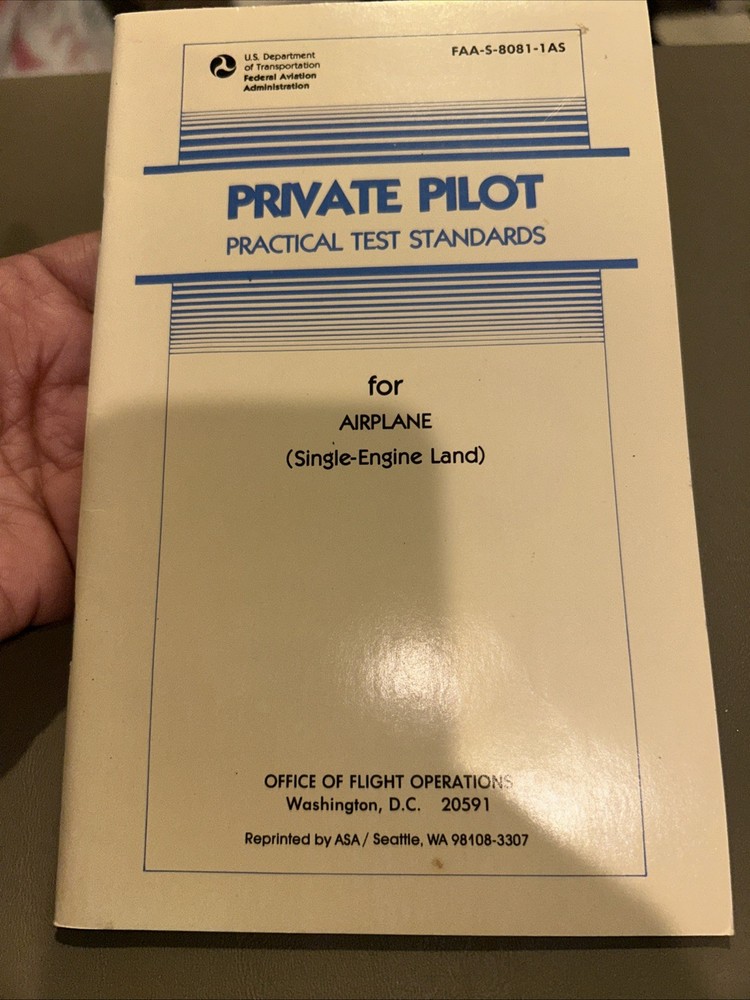 U.S. Department
of Transportation
Federal Aviation
Administration
FAA-S-8081-1AS
PRIVATE PILOT
PRACTICAL TEST STANDARDS
for
AIRPLANE
(Single-Engine Land)
OFFICE OF FLIGHT OPERATIONS
Washington, D.C. 20591
Reprinted by ASA / Seattle, WA 98108-3307